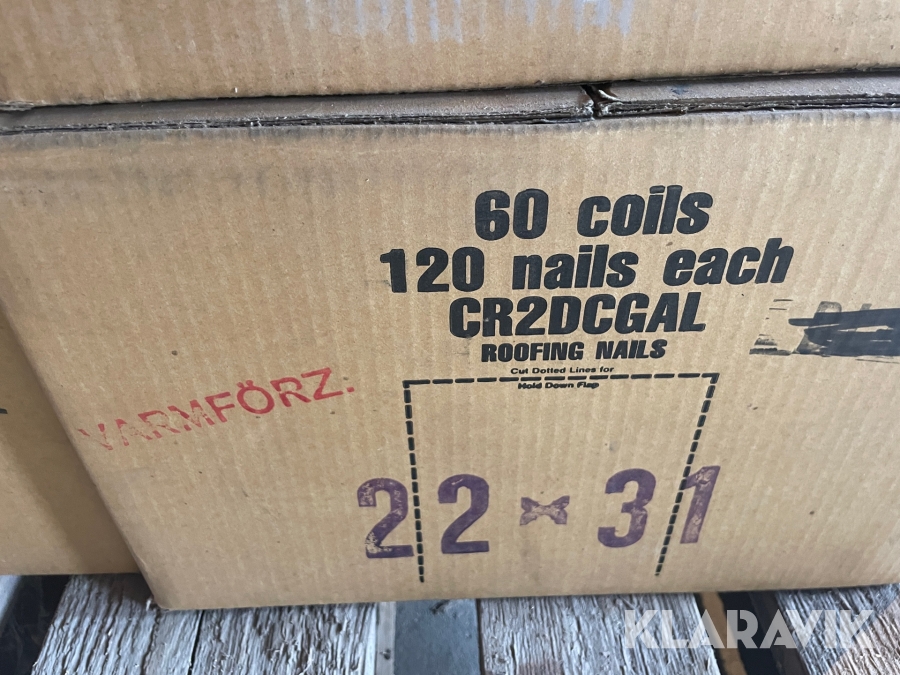 60 coils
120 nails each
CR2DCGAL
ROOFING NAILS
Cut Dotted Lines for
Hold Down Flap
VARMFÖRZ.
22 × 31
KLARAVIK